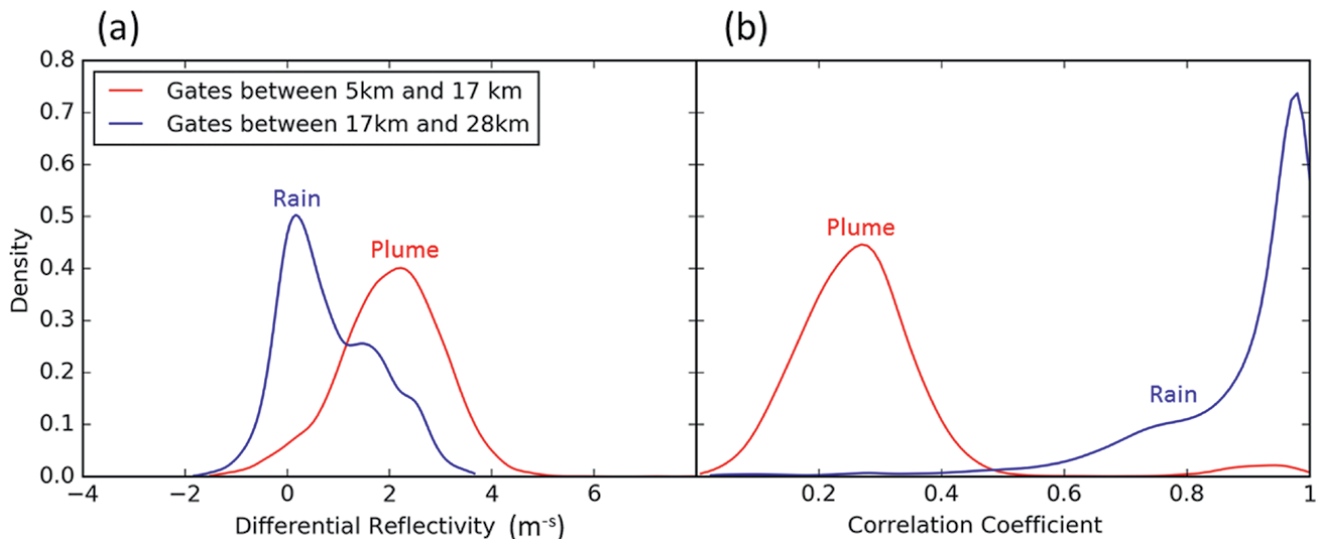 (a)
(b)
Gates between 5km and 17 km
Gates between 17km and 28km
0.8
0.7
0.6
0.5
0.4
0.3
0.2
0.1
0.0
Density
Rain
Plume
Plume
Rain
−4 −2 0 2 4 6
0.2 0.4 0.6 0.8 1
Differential Reflectivity (m⁻ˢ)
Correlation Coefficient